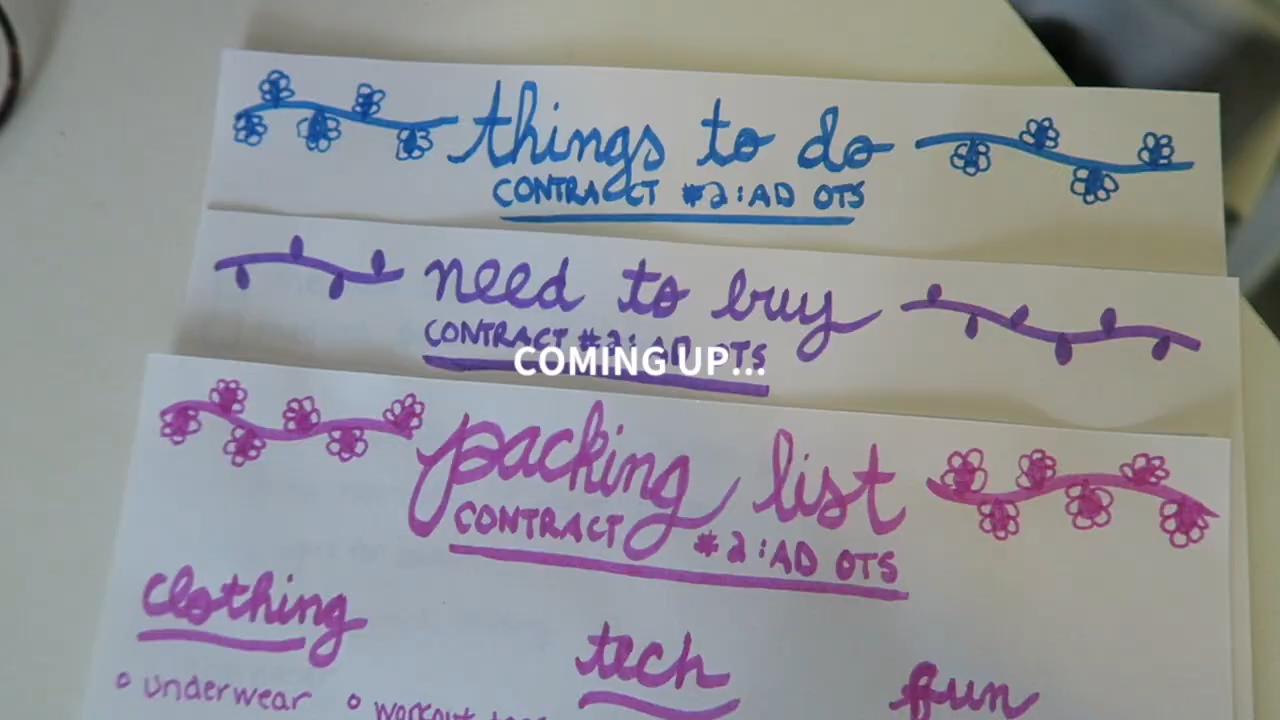 things to do
CONTRACT #2: AD OTS
need to buy
CONTRACT #2: AD OTS
COMING UP...
packing list
CONTRACT #2: AD OTS
clothing
tech
fun
underwear
workout